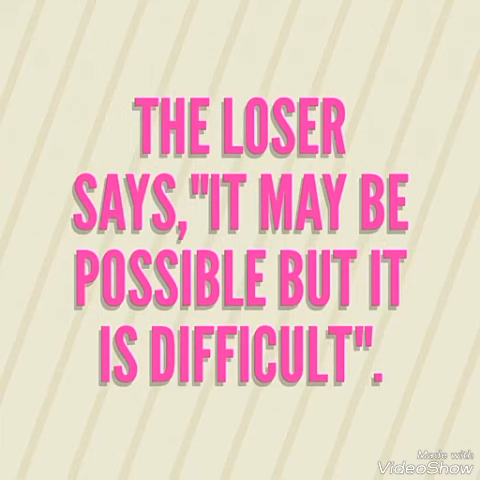 THE LOSER
SAYS,"IT MAY BE
POSSIBLE BUT IT
IS DIFFICULT".
Made with
VideoShow